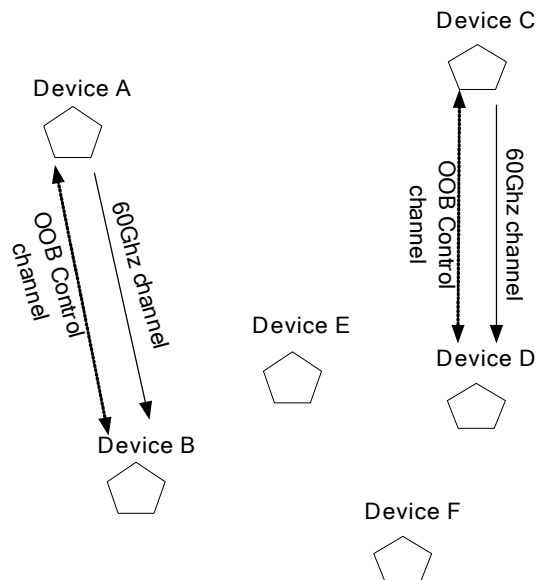 Device C
Device A
OOB Control
channel
60Ghz channel
OOB Control
channel
60Ghz channel
Device E
Device D
Device B
Device F